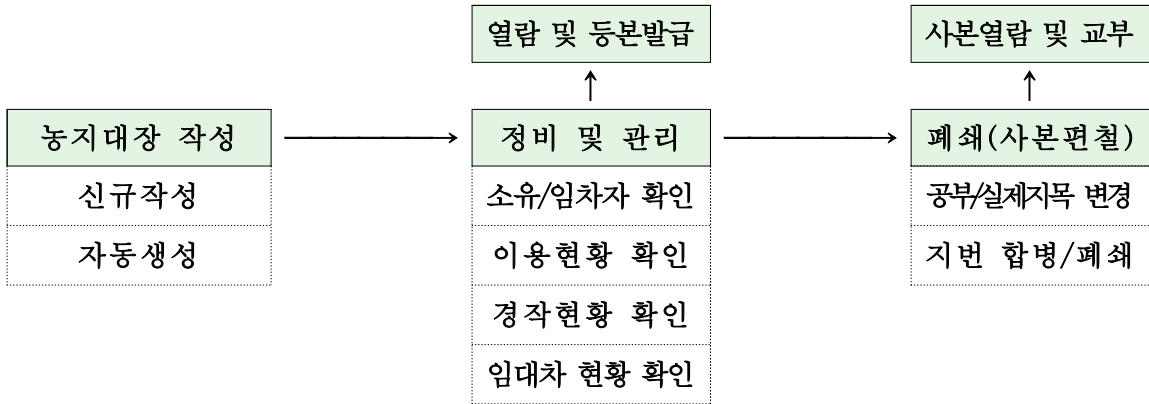 열람 및 등본발급
사본열람 및 교부
농지대장 작성
정비 및 관리
폐쇄(사본편철)
신규작성
소유/임차자 확인
공부/실제지목 변경
자동생성
이용현황 확인
지번 합병/폐쇄
경작현황 확인
임대차 현황 확인